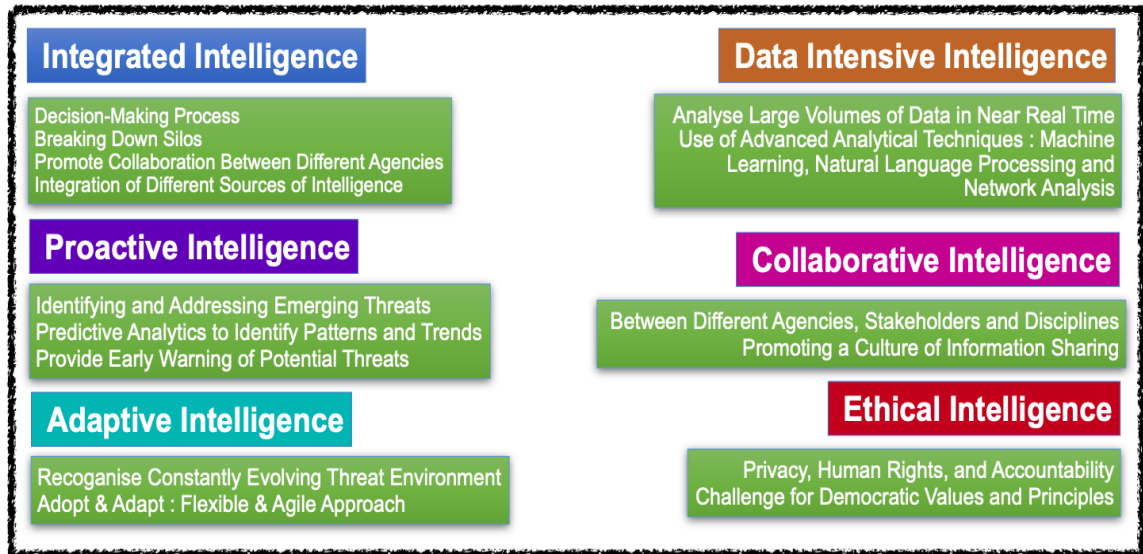 Integrated Intelligence
Decision-Making Process
Breaking Down Silos
Promote Collaboration Between Different Agencies
Integration of Different Sources of Intelligence
Proactive Intelligence
Identifying and Addressing Emerging Threats
Predictive Analytics to Identify Patterns and Trends
Provide Early Warning of Potential Threats
Adaptive Intelligence
Recoganise Constantly Evolving Threat Environment
Adopt & Adapt : Flexible & Agile Approach
Data Intensive Intelligence
Analyse Large Volumes of Data in Near Real Time
Use of Advanced Analytical Techniques : Machine
Learning, Natural Language Processing and
Network Analysis
Collaborative Intelligence
Between Different Agencies, Stakeholders and Disciplines
Promoting a Culture of Information Sharing
Ethical Intelligence
Privacy, Human Rights, and Accountability
Challenge for Democratic Values and Principles